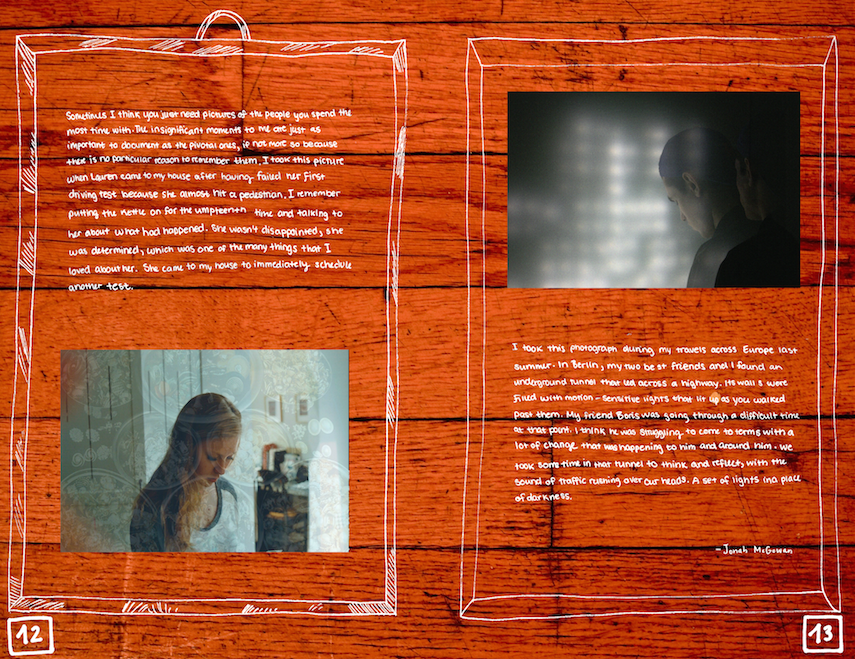 Sometimes I think you just need pictures of the people you spend the
most time with. The insignificant moments to me are just as
important to document as the pivotal ones, if not more so because
there is no particular reason to remember them, I took this picture
when Lauren came to my house after having failed her first
driving test because she almost hit a pedestrian, I remember
putting the kettle on for the umpteenth time and talking to
her about what had happened. She wasn't disappointed, she
was determined, which was one of the many things that I
loved about her. She came to my house to immediately schedule
another test.
12
I took this photograph during my travels across Europe last
summer. In Berlin, my two best friends and I found an
underground tunnel that led across a highway. Its walls were
filled with motion-sensitive lights that lit up as you walked
past them. My friend Boris was going through a difficult time
at that point. I think he was struggling to come to terms with a
lot of change that was happening to him and around him. We
took some time in that tunnel to think and reflect, with the
sound of traffic rushing over our heads. A set of lights in a place
of darkness.
- Jonah McGowan
13